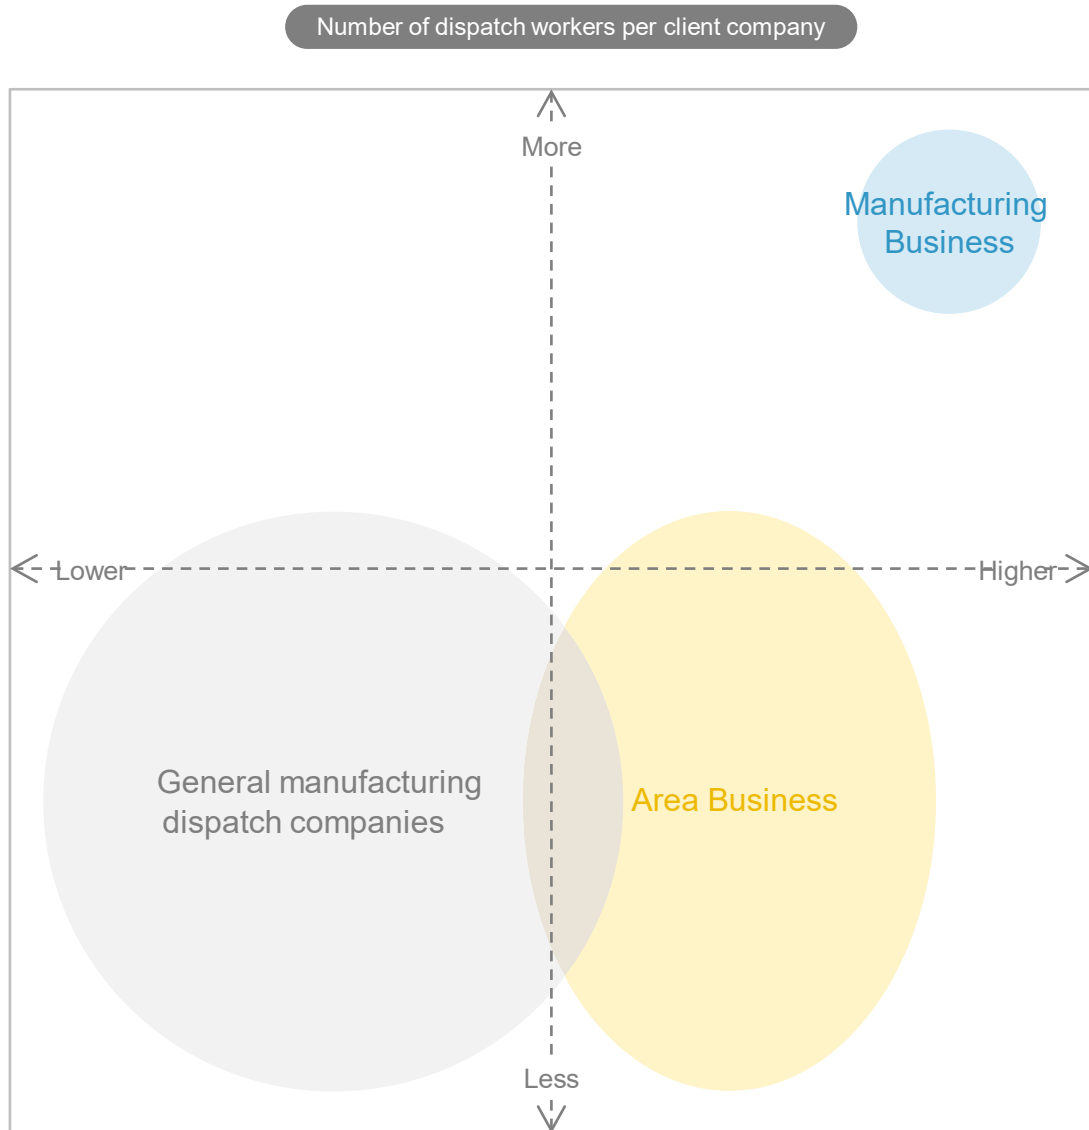 Number of dispatch workers per client company
More
Manufacturing
Business
Lower
Higher
General manufacturing
dispatch companies
Area Business
Less